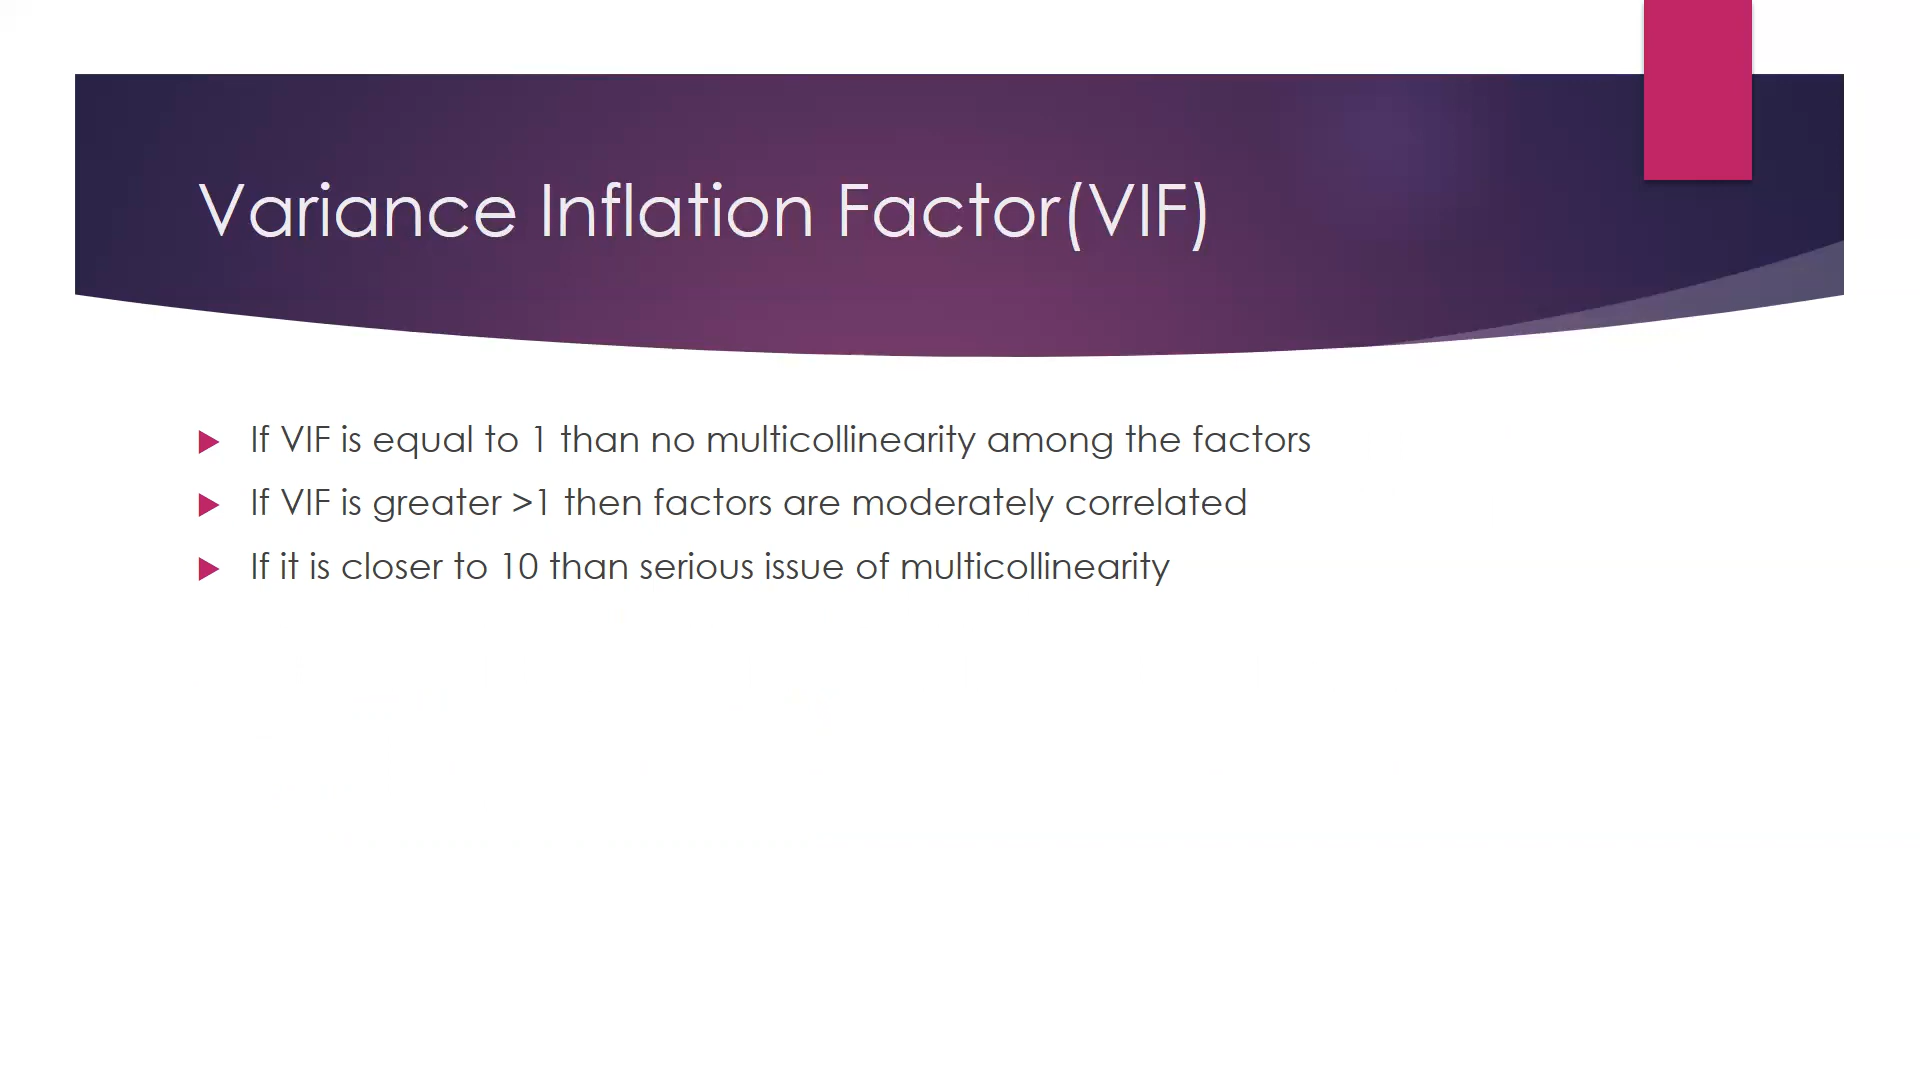 Variance Inflation Factor(VIF)
If VIF is equal to 1 than no multicollinearity among the factors
If VIF is greater >1 then factors are moderately correlated
If it is closer to 10 than serious issue of multicollinearity